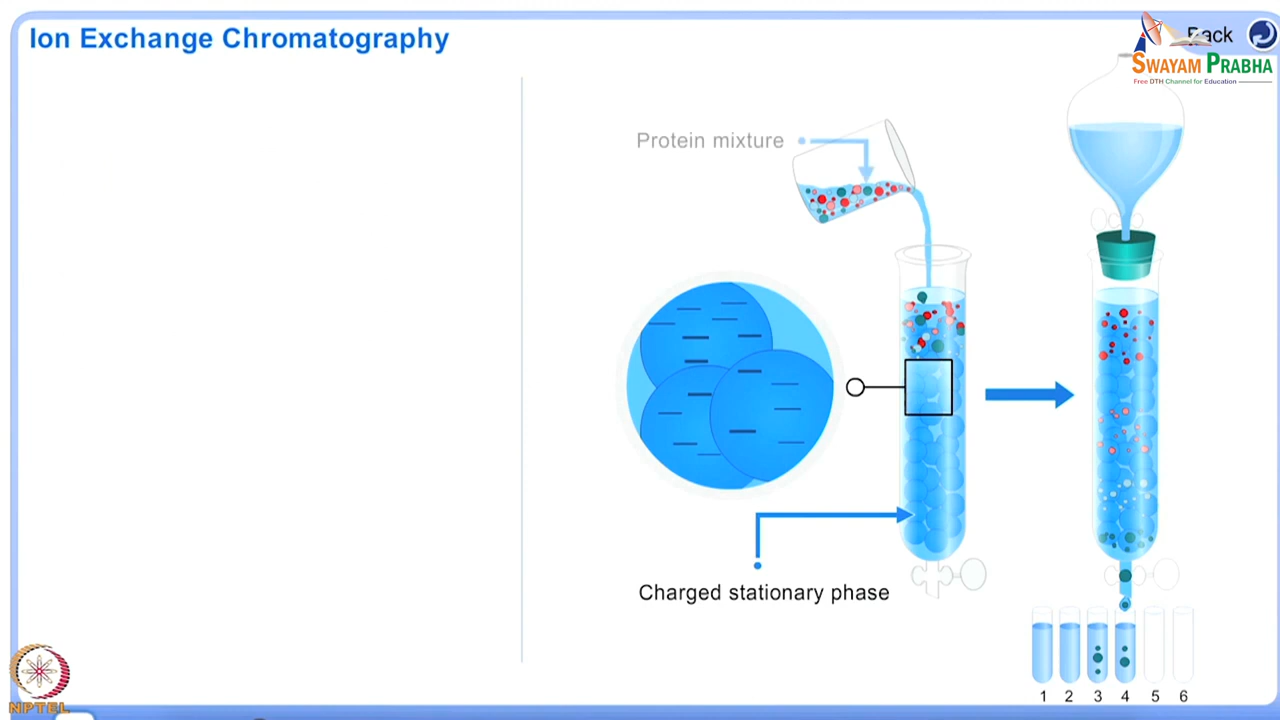 Ion Exchange Chromatography
Back
SWAYAM PRABHA
Free DTH Channel for Education
Protein mixture
Charged stationary phase
1 2 3 4 5 6
NPTEL